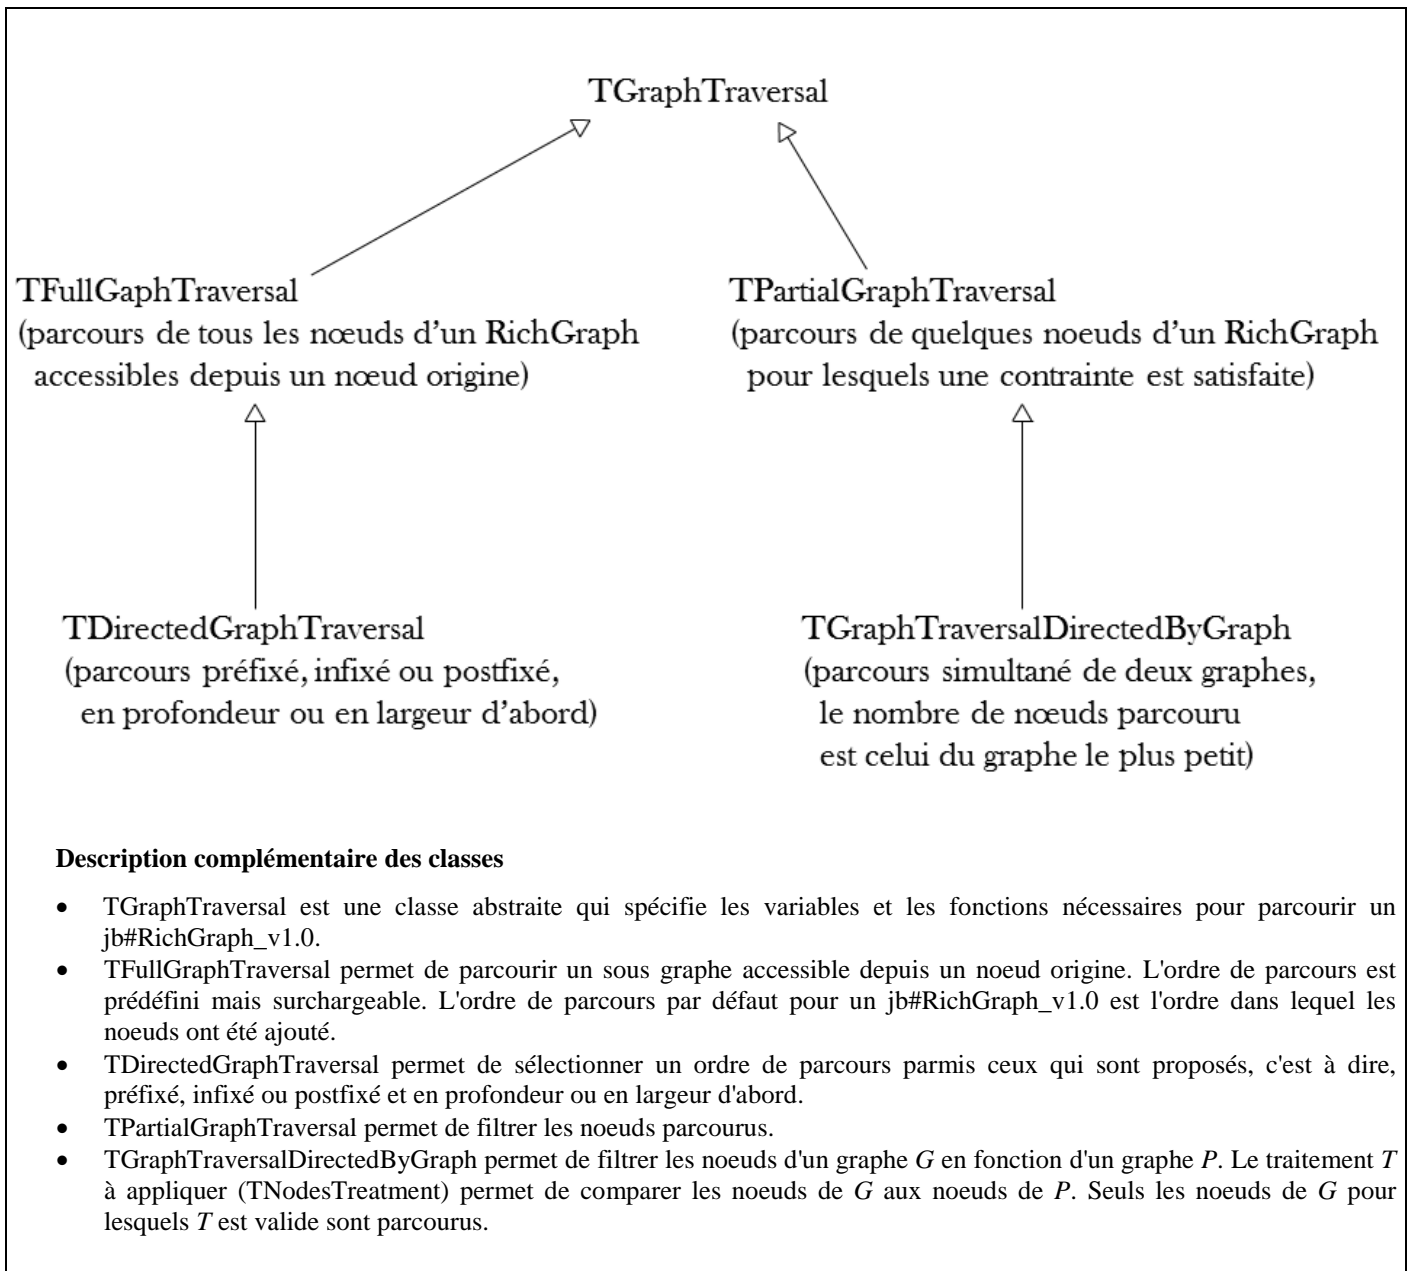 TGraphTraversal
TFullGaphTraversal
(parcours de tous les nœuds d’un RichGraph
accessibles depuis un nœud origine)
TPartialGraphTraversal
(parcours de quelques noeuds d’un RichGraph
pour lesquels une contrainte est satisfaite)
TDirectedGraphTraversal
(parcours préfixé, infixé ou postfixé,
en profondeur ou en largeur d’abord)
TGraphTraversalDirectedByGraph
(parcours simultané de deux graphes,
le nombre de nœuds parcouru
est celui du graphe le plus petit)
Description complémentaire des classes
• TGraphTraversal est une classe abstraite qui spécifie les variables et les fonctions nécessaires pour parcourir un
jb#RichGraph_v1.0.
• TFullGraphTraversal permet de parcourir un sous graphe accessible depuis un noeud origine. L'ordre de parcours est
prédéfini mais surchargeable. L'ordre de parcours par défaut pour un jb#RichGraph_v1.0 est l'ordre dans lequel les
noeuds ont été ajouté.
• TDirectedGraphTraversal permet de sélectionner un ordre de parcours parmis ceux qui sont proposés, c'est à dire,
préfixé, infixé ou postfixé et en profondeur ou en largeur d'abord.
• TPartialGraphTraversal permet de filtrer les noeuds parcourus.
• TGraphTraversalDirectedByGraph permet de filtrer les noeuds d'un graphe G en fonction d'un graphe P. Le traitement T
à appliquer (TNodesTreatment) permet de comparer les noeuds de G aux noeuds de P. Seuls les noeuds de G pour
lesquels T est valide sont parcourus.